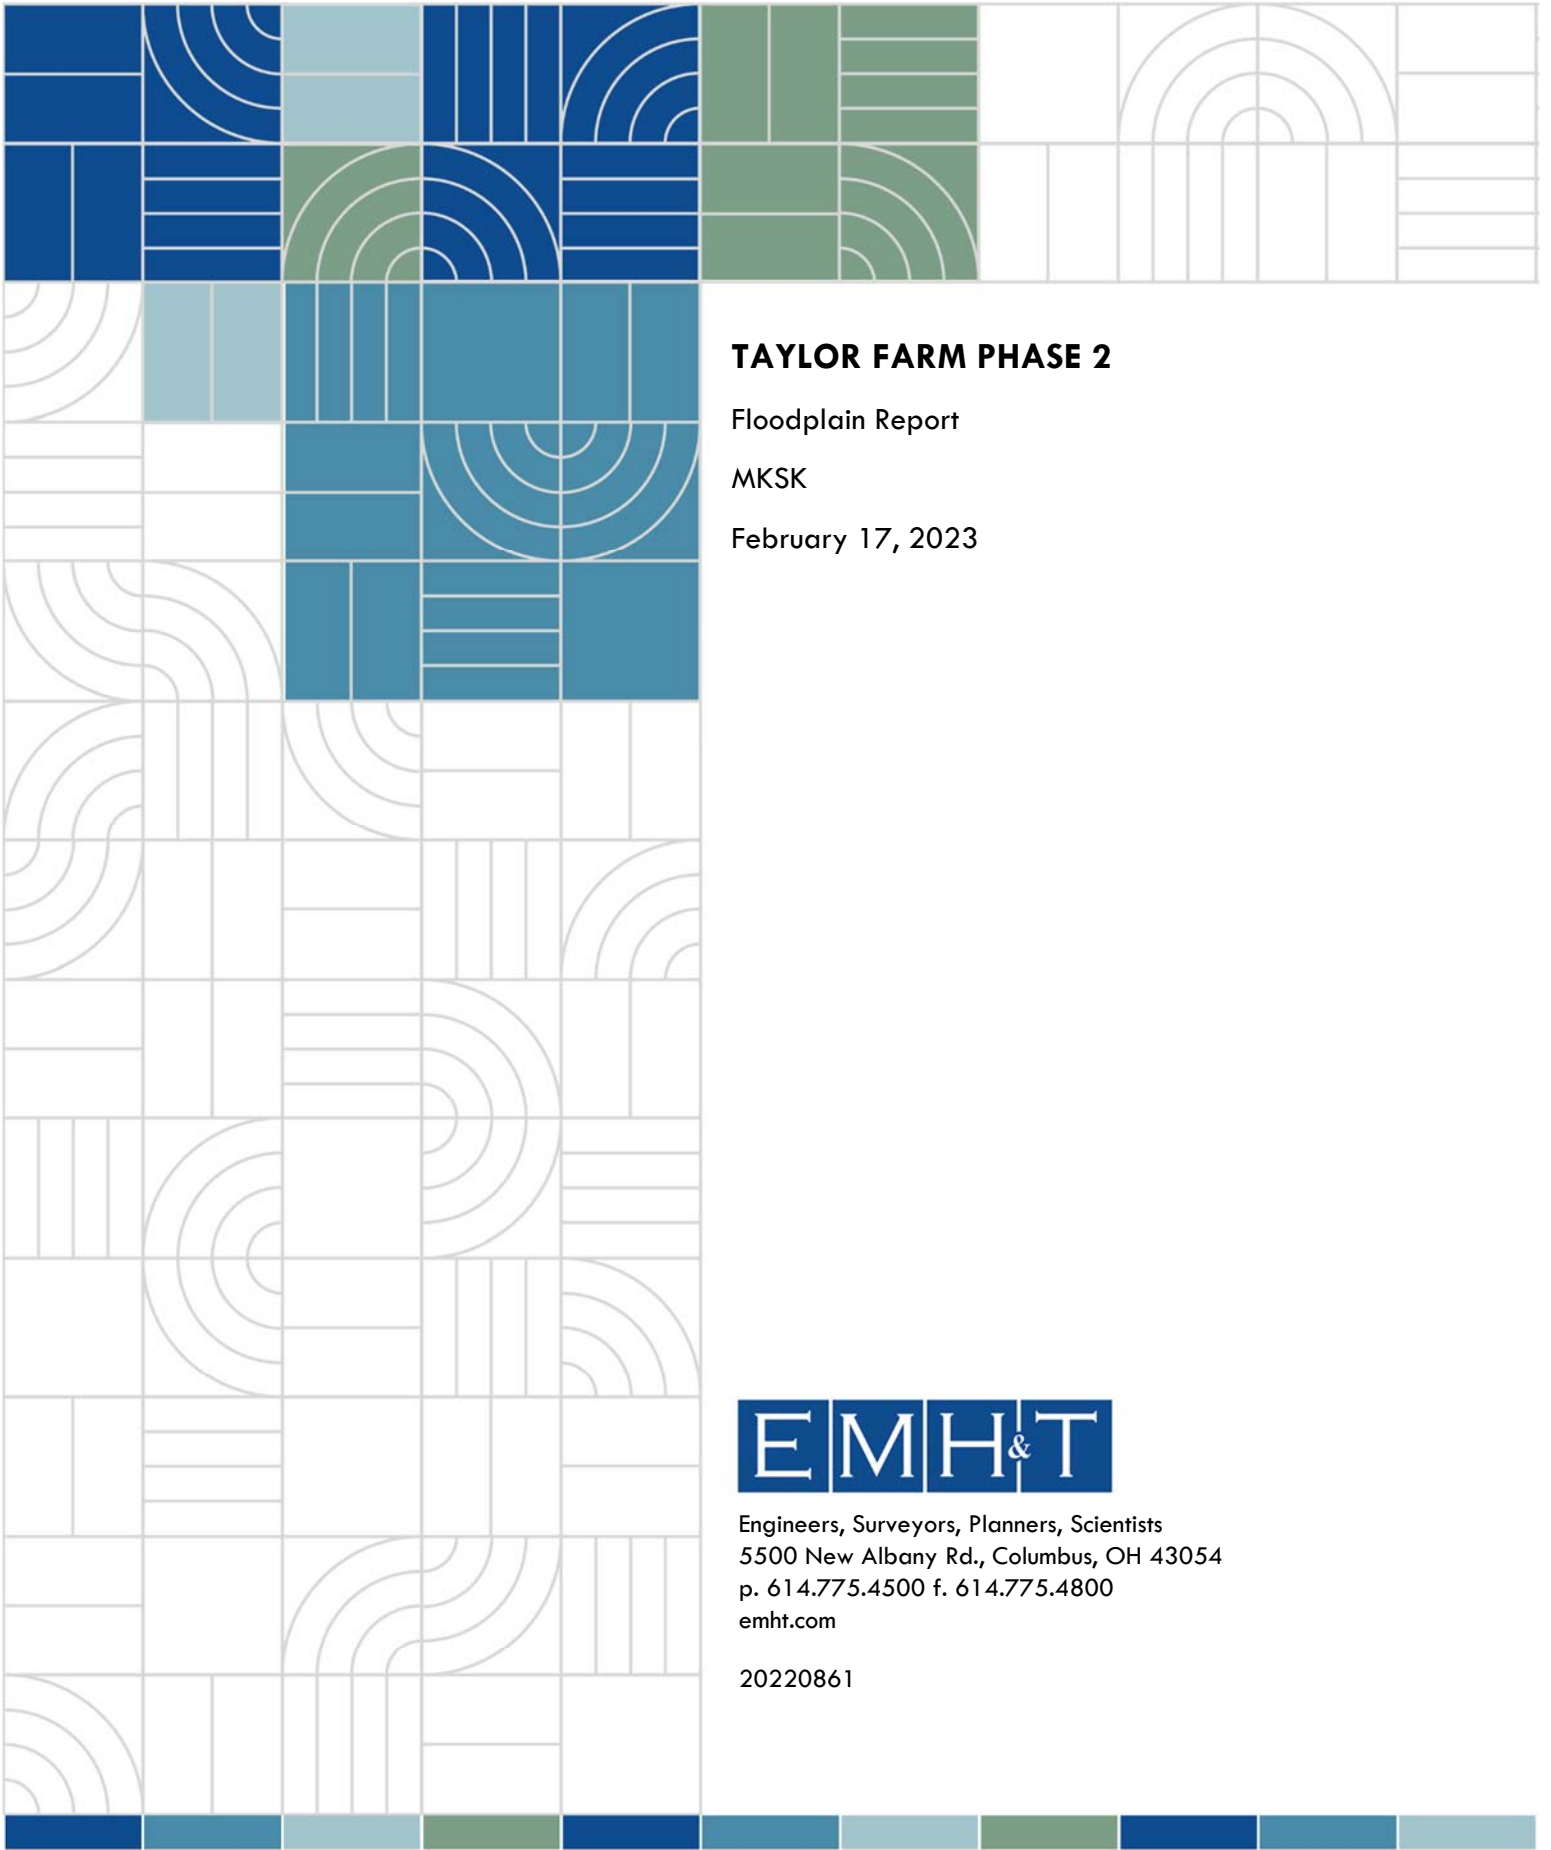 TAYLOR FARM PHASE 2
Floodplain Report
MKSK
February 17, 2023
EMH&T
Engineers, Surveyors, Planners, Scientists
5500 New Albany Rd., Columbus, OH 43054
p. 614.775.4500 f. 614.775.4800
emht.com
20220861